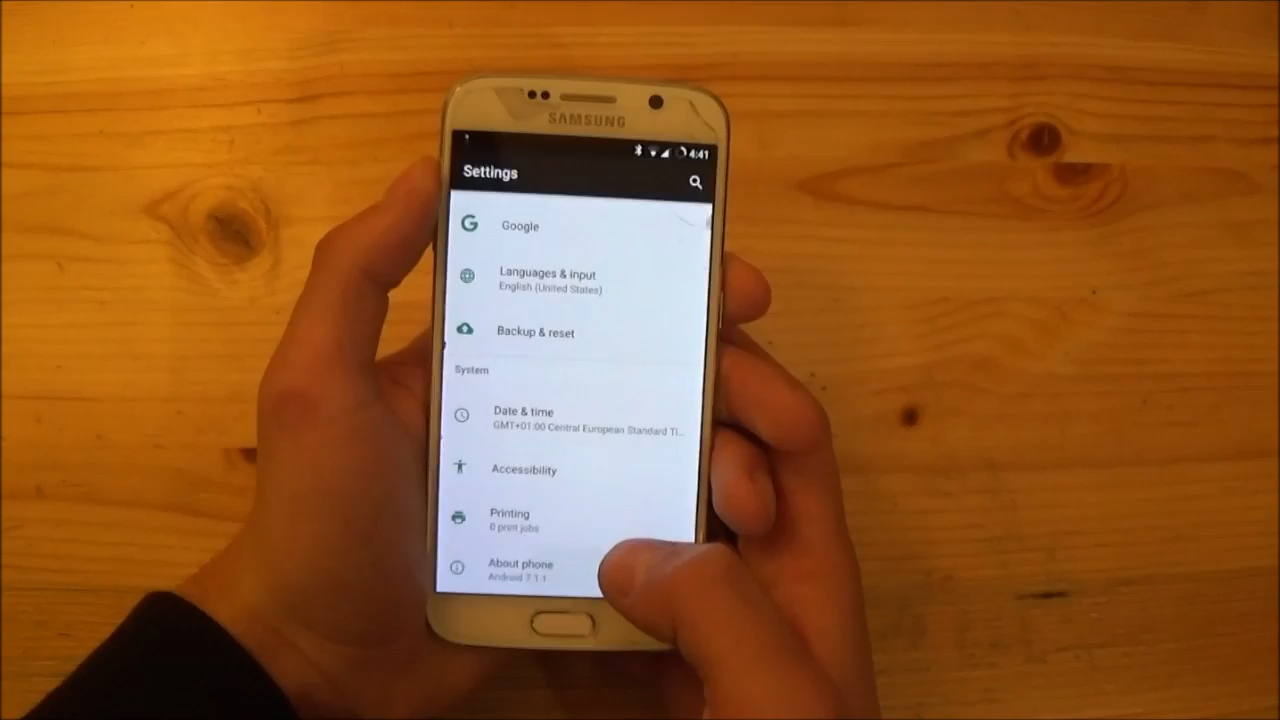 SAMSUNG
4:41
Settings
Google
Languages & input
English (United States)
Backup & reset
System
Date & time
GMT+01:00 Central European Standard Ti...
Accessibility
Printing
0 print jobs
About phone
Android 7.1.1